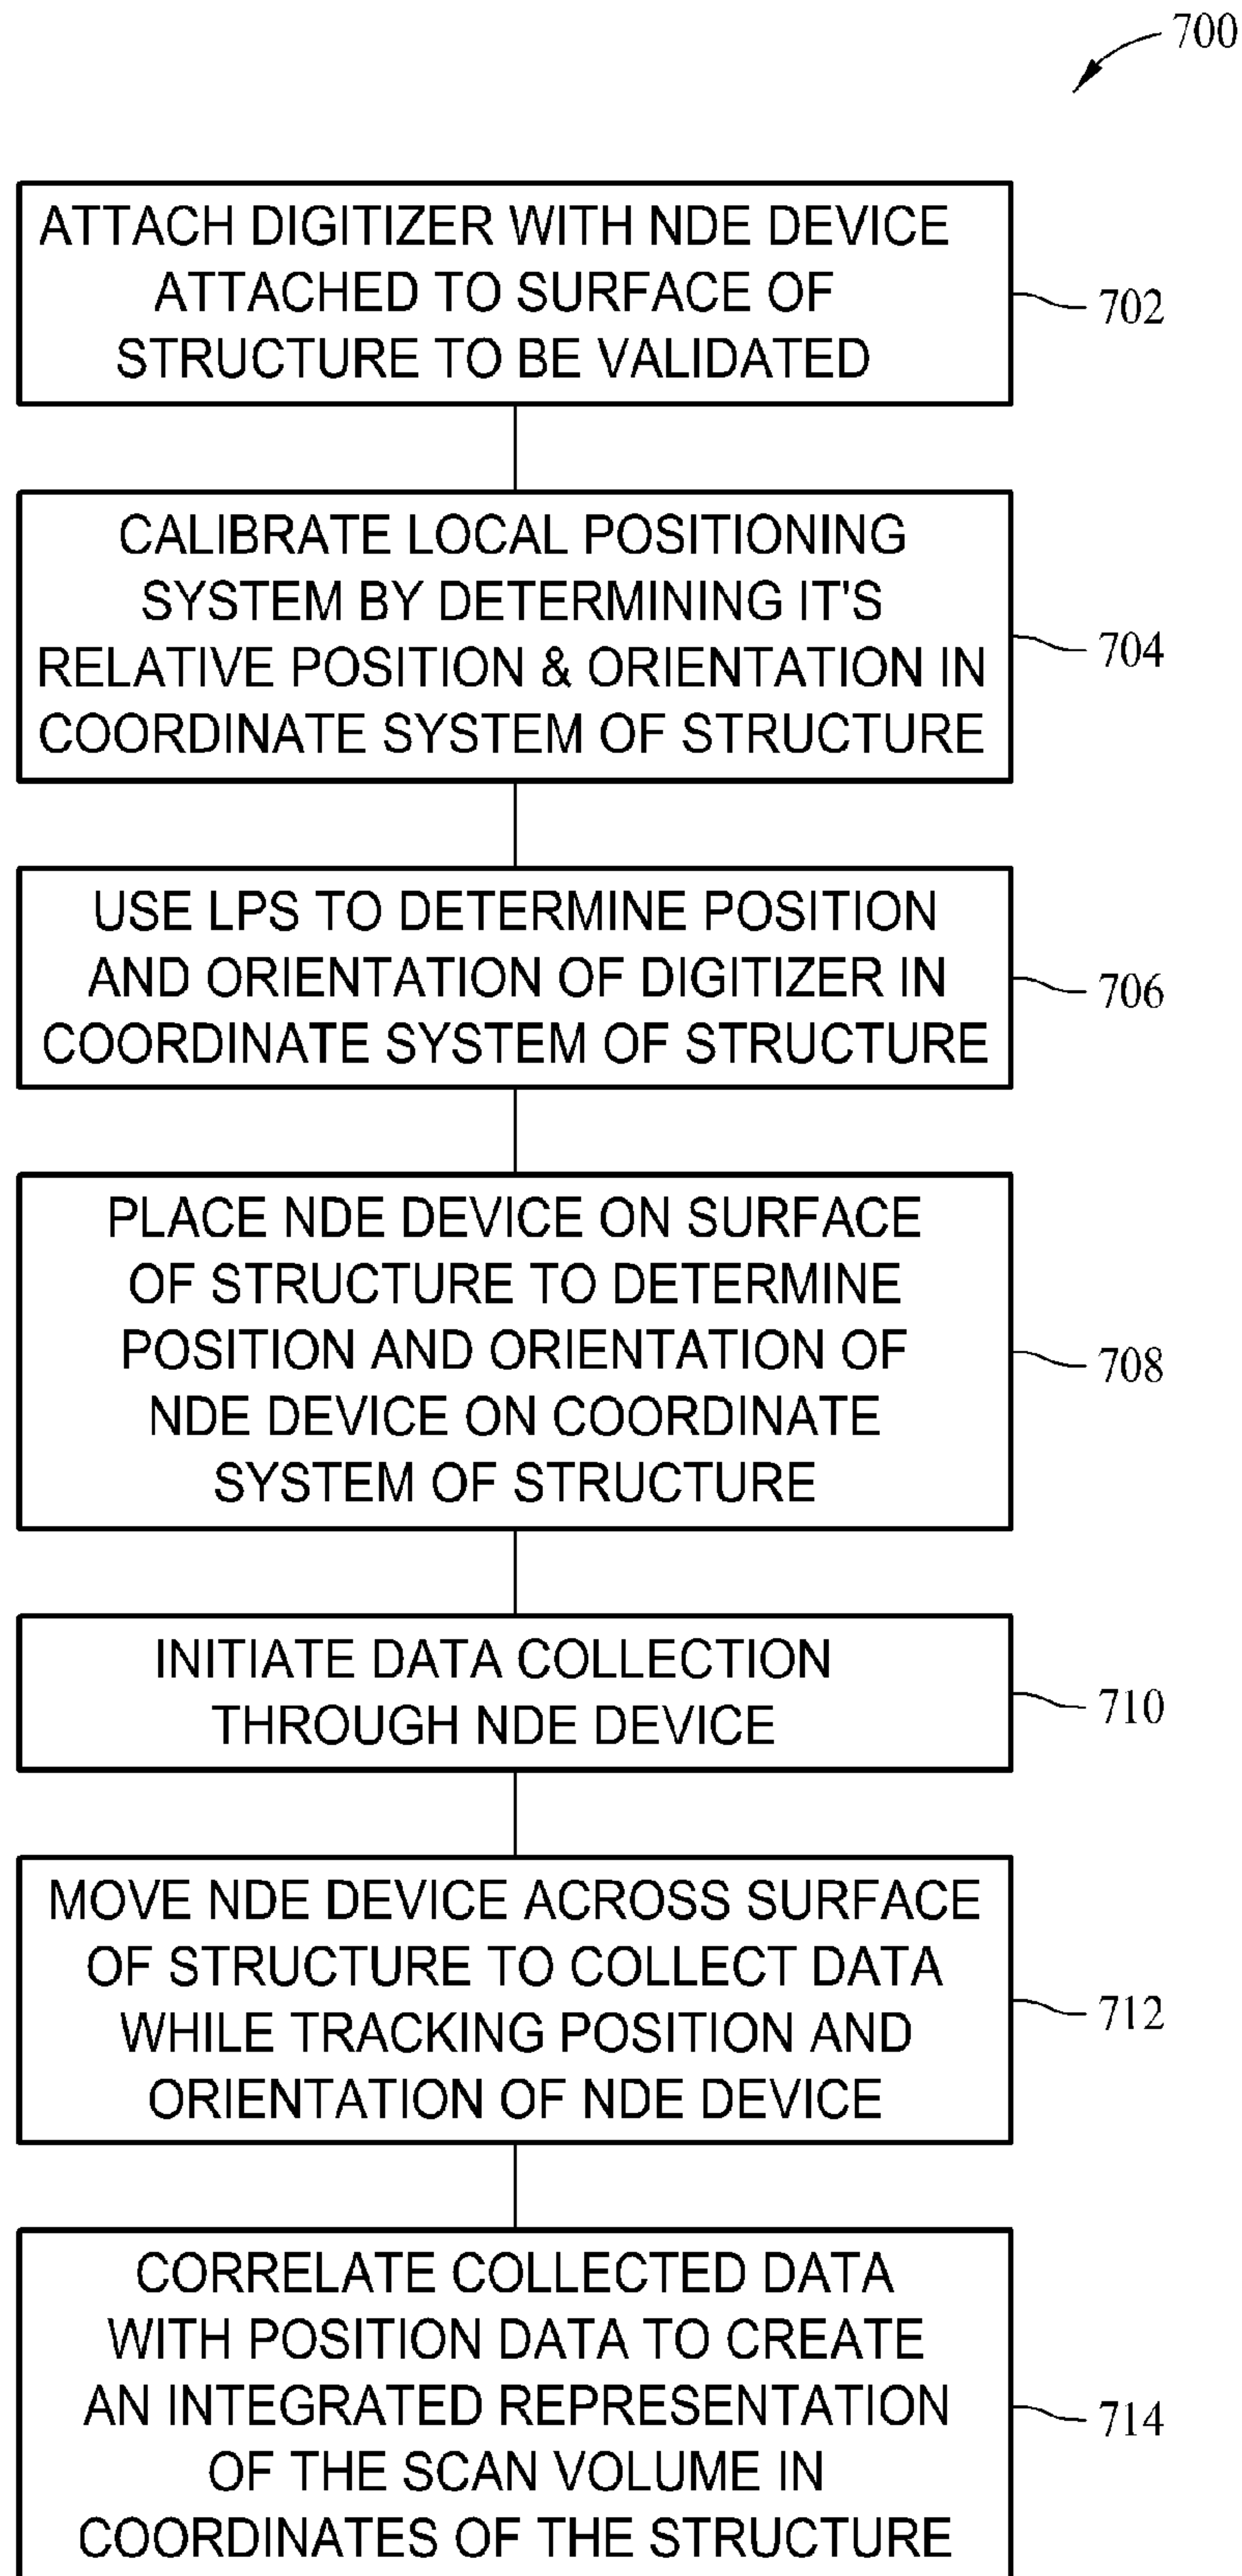 700
ATTACH DIGITIZER WITH NDE DEVICE
ATTACHED TO SURFACE OF
STRUCTURE TO BE VALIDATED
702
CALIBRATE LOCAL POSITIONING
SYSTEM BY DETERMINING IT'S
RELATIVE POSITION & ORIENTATION IN
COORDINATE SYSTEM OF STRUCTURE
704
USE LPS TO DETERMINE POSITION
AND ORIENTATION OF DIGITIZER IN
COORDINATE SYSTEM OF STRUCTURE
706
PLACE NDE DEVICE ON SURFACE
OF STRUCTURE TO DETERMINE
POSITION AND ORIENTATION OF
NDE DEVICE ON COORDINATE
SYSTEM OF STRUCTURE
708
INITIATE DATA COLLECTION
THROUGH NDE DEVICE
710
MOVE NDE DEVICE ACROSS SURFACE
OF STRUCTURE TO COLLECT DATA
WHILE TRACKING POSITION AND
ORIENTATION OF NDE DEVICE
712
CORRELATE COLLECTED DATA
WITH POSITION DATA TO CREATE
AN INTEGRATED REPRESENTATION
OF THE SCAN VOLUME IN
COORDINATES OF THE STRUCTURE
714